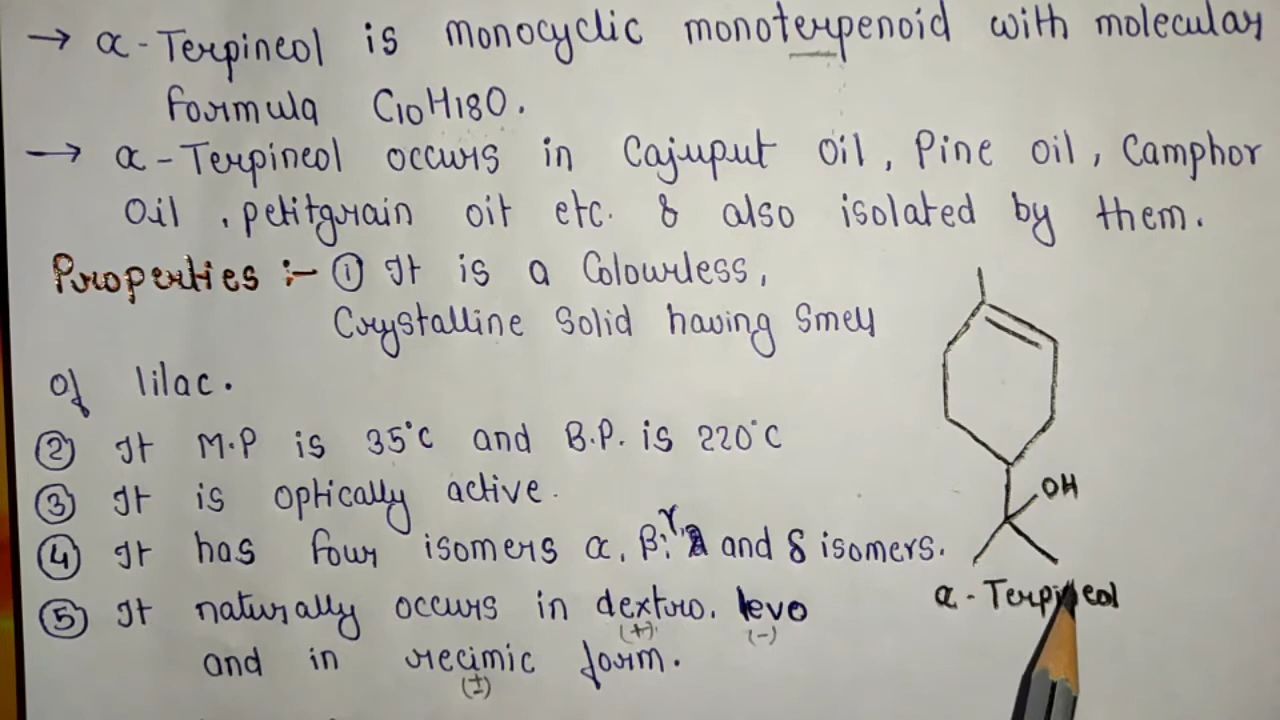 → α-Terpineol is monocyclic monoterpenoid with molecular
formula C10H18O.
→ α-Terpineol occurs in Cajuput oil, Pine oil, Camphor
Oil, petitgrain oil etc. & also isolated by them.
Properties :- ① It is a Colourless,
Crystalline Solid having Smell
of lilac.
② It M.P is 35°C and B.P. is 220°C
③ It is optically active.
④ It has four isomers α, β, γ and δ isomers.
⑤ It naturally occurs in dextro, levo
(+) (-)
and in recimic form.
(±)
OH
α-Terpineol